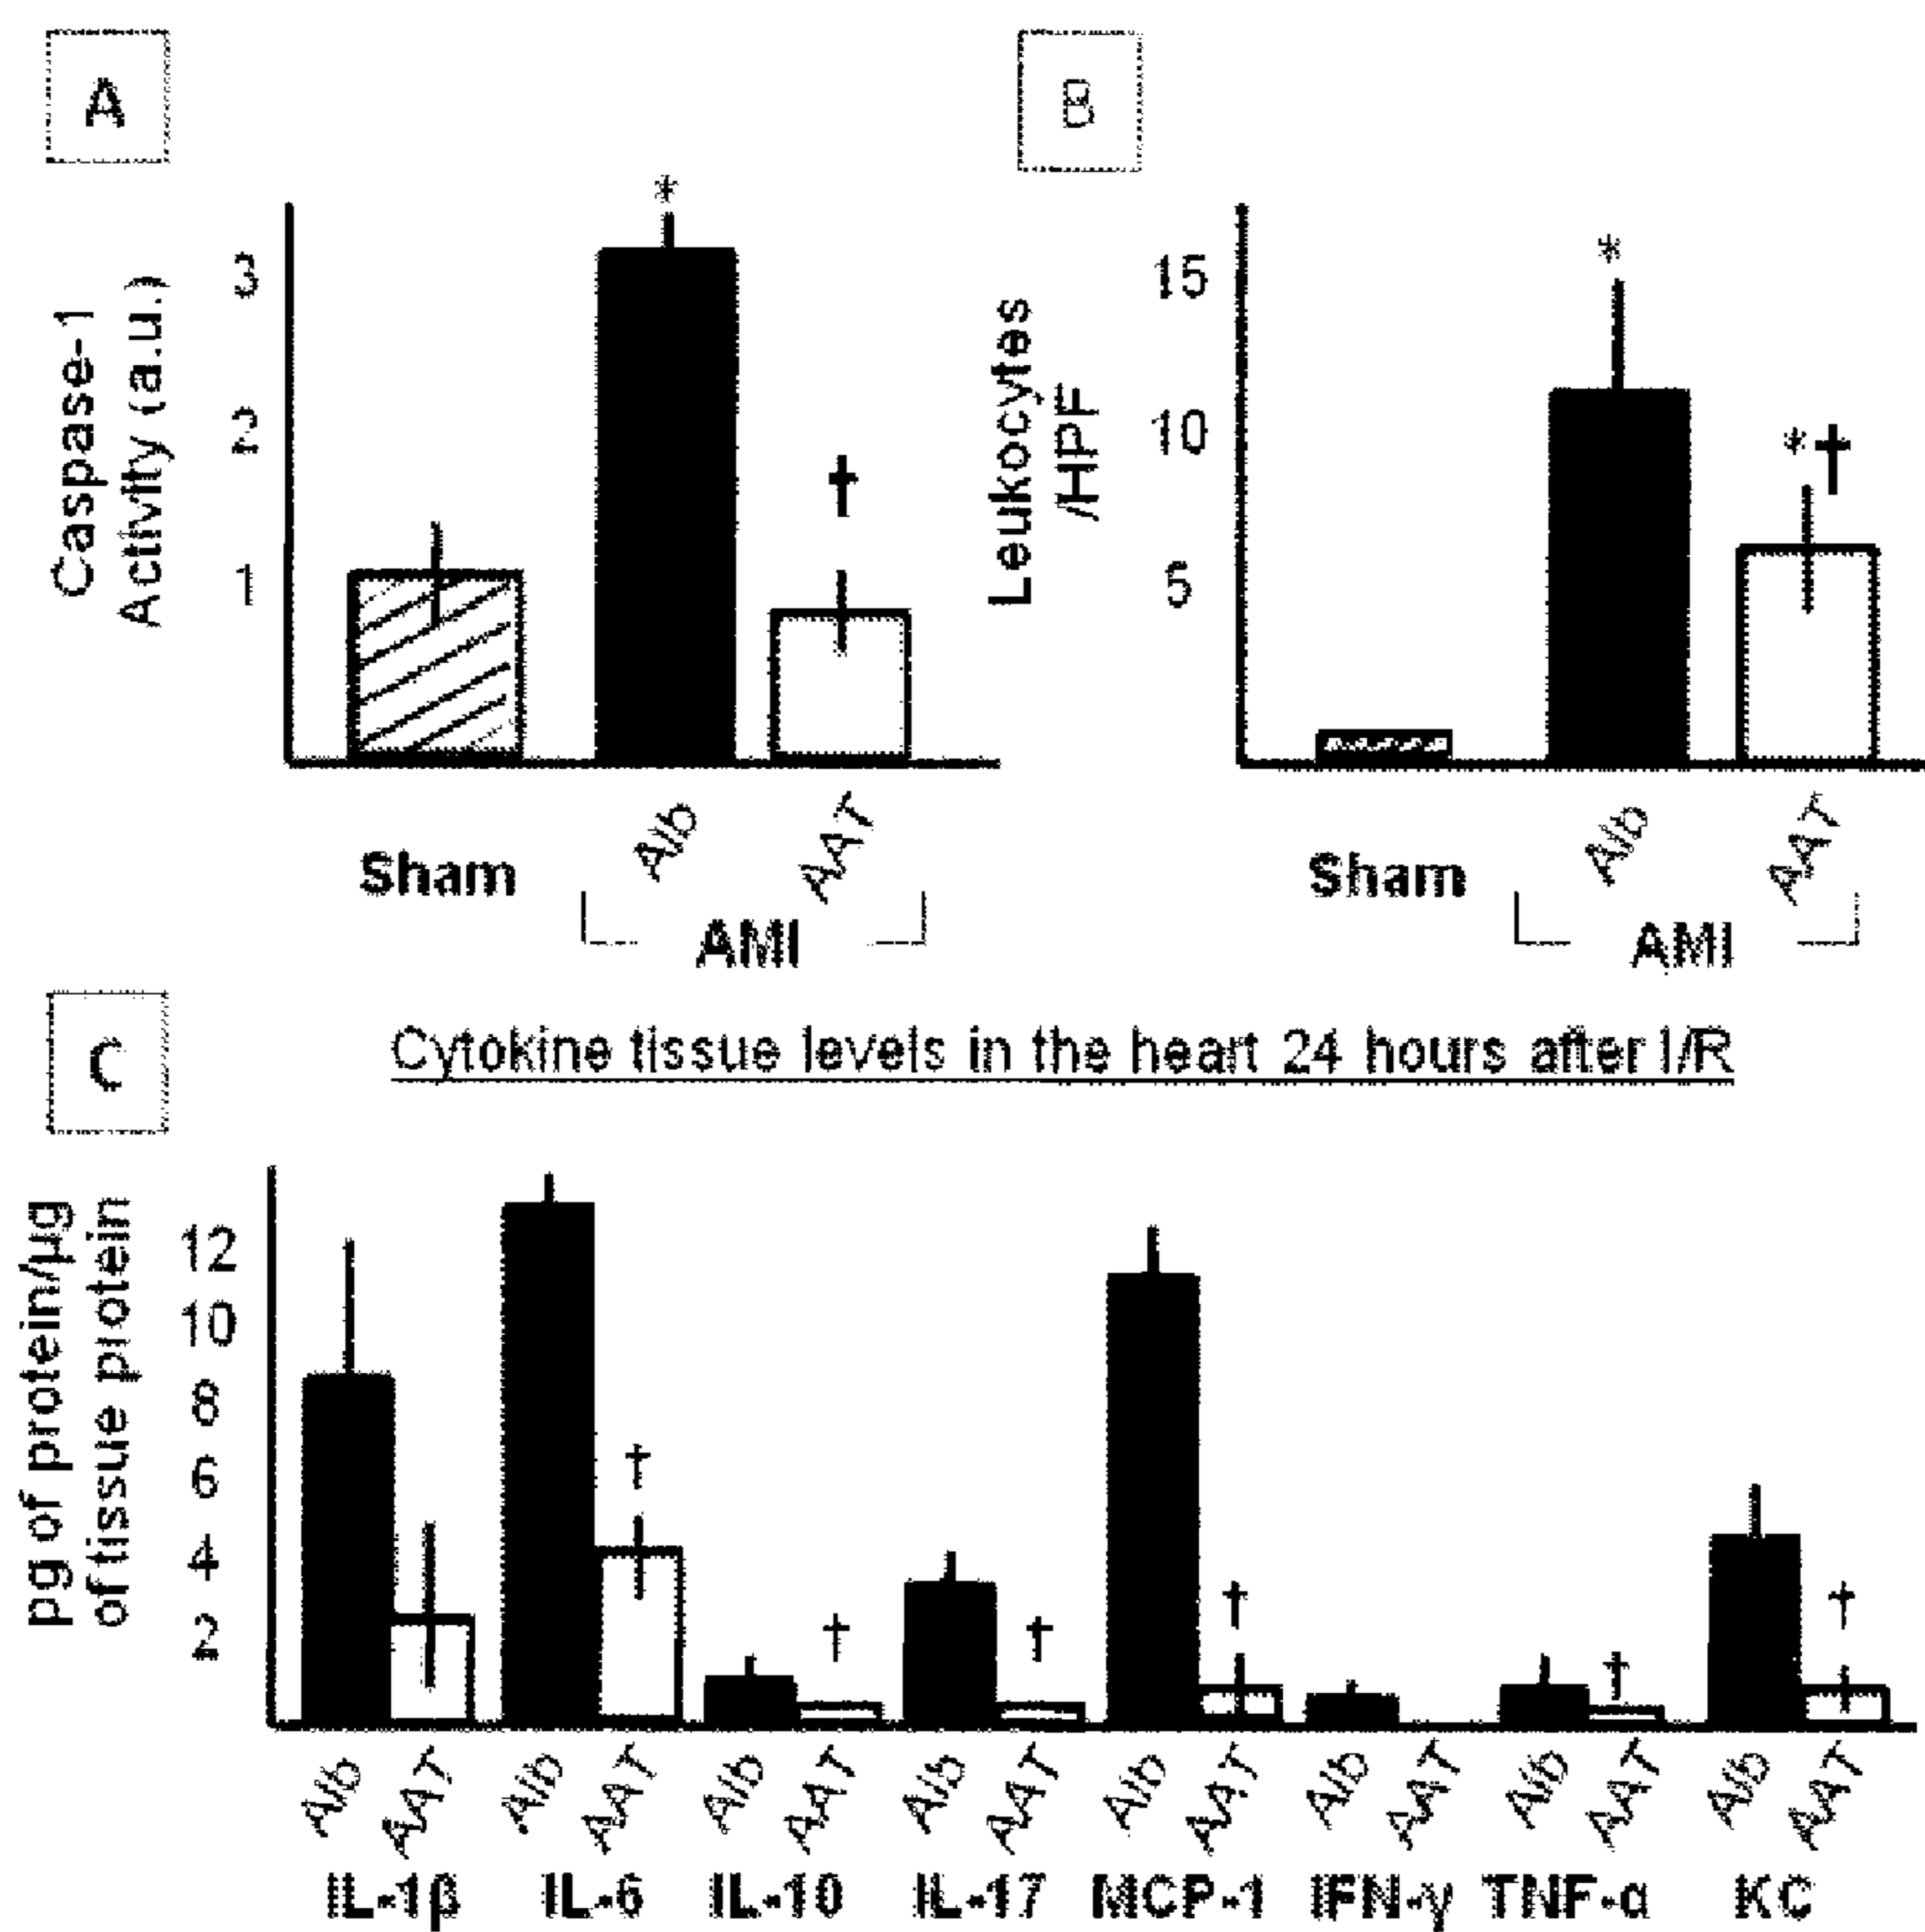 A
B
*
*
3
15
Caspase-1
Activity (a.u.)
Leukocytes
/HPF
2
10
†
*†
1
5
Sham
Alb
AAT
Sham
Alb
AAT
AMI
AMI
C
Cytokine tissue levels in the heart 24 hours after I/R
pg of protein/µg
of tissue protein
12
10
8
6
4
2
†
†
†
†
†
†
Alb AAT Alb AAT Alb AAT Alb AAT Alb AAT Alb AAT Alb AAT Alb AAT
IL-1β IL-6 IL-10 IL-17 MCP-1 IFN-γ TNF-α KC